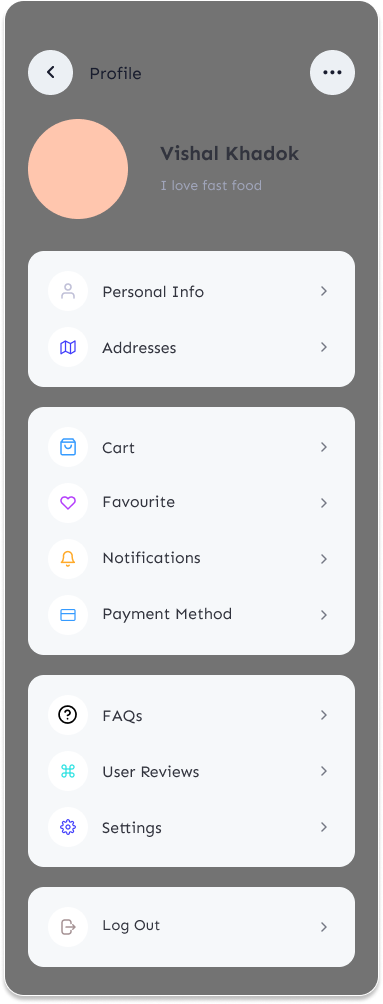 Profile
Vishal Khadok
I love fast food
Personal Info
Addresses
Cart
Favourite
Notifications
Payment Method
FAQs
User Reviews
Settings
Log Out